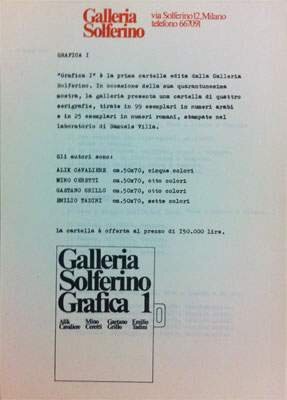 Galleria
Solferino
via Solferino 12, Milano
telefono 667091
GRAFICA I
"Grafica I" è la prima cartella edita dalla Galleria
Solferino. In occasione della sua quarantunesima
mostra, la galleria presenta una cartella di quattro
serigrafie, tirate in 99 esemplari in numeri arabi
e in 25 esemplari in numeri romani, stampate nel
laboratorio di Samuele Villa.
Gli autori sono:
ALIK CAVALIERE cm.50x70, cinque colori
MINO CERETTI cm.50x70, otto colori
GAETANO GRILLO cm.50x70, otto colori
EMILIO TADINI cm.50x70, sette colori
La cartella è offerta al prezzo di I50.000 lire.
Galleria
Solferino
Grafica 1
Alik Cavaliere
Mino Ceretti
Gaetano Grillo
Emilio Tadini